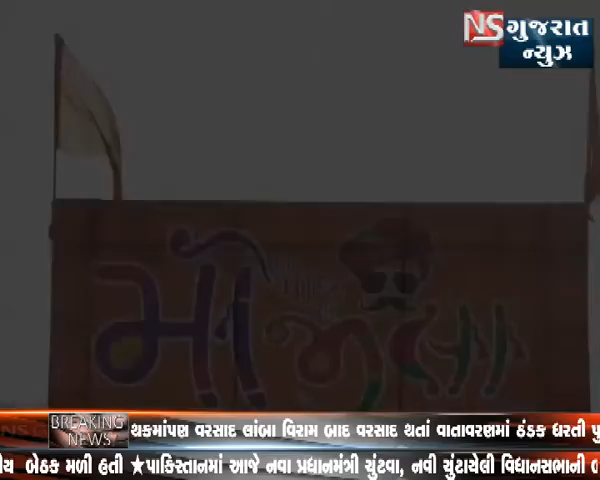 NS ગુજરાત
ન્યુઝ
મોજીલા
BREAKING
NEWS
થકમાંપણ વરસાદ લાંબા વિરામ બાદ વરસાદ થતાં વાતાવરણમાં ઠંડક ધરતી પુ
ીય બેઠક મળી હતી ★પાકિસ્તાનમાં આજે નવા પ્રધાનમંત્રી ચુંટવા, નવી ચુંટાયેલી વિધાનસભાની